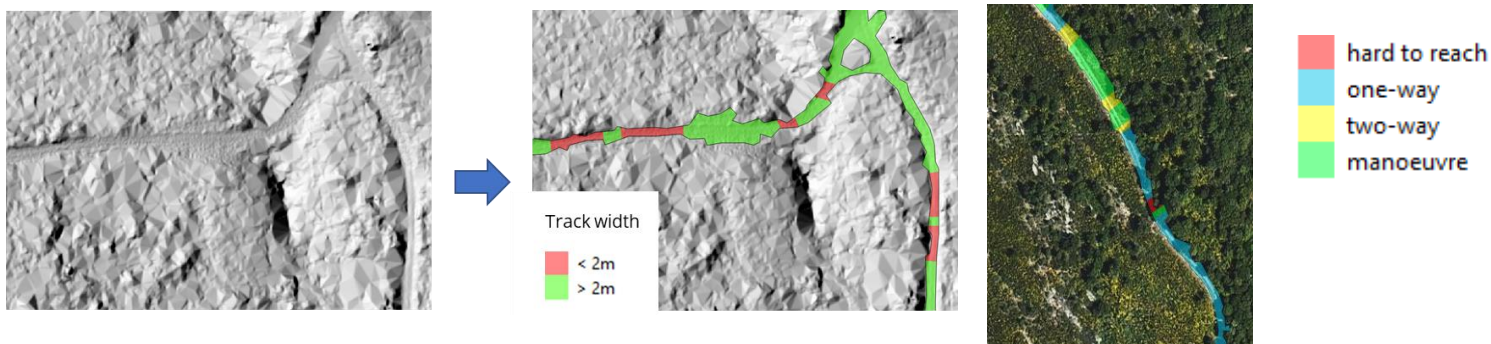 Track width
< 2m
> 2m
hard to reach
one-way
two-way
manoeuvre